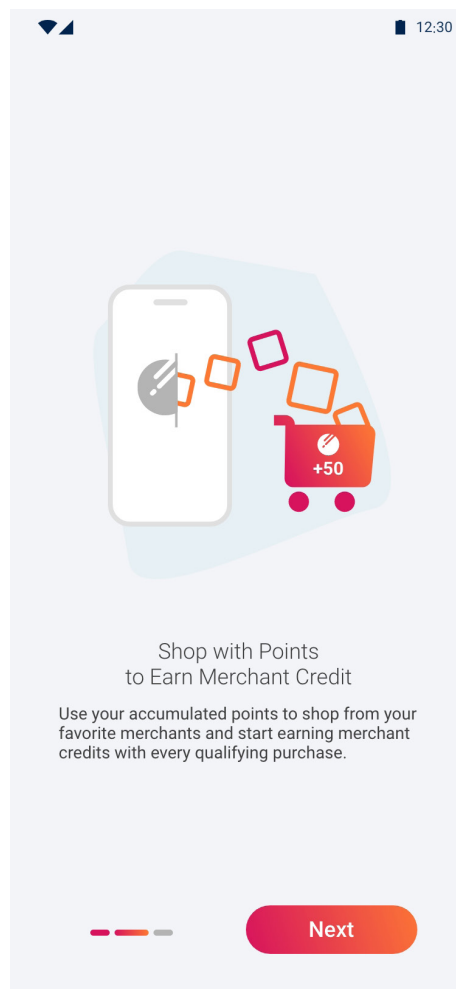 12:30
+50
Shop with Points
to Earn Merchant Credit
Use your accumulated points to shop from your
favorite merchants and start earning merchant
credits with every qualifying purchase.
Next